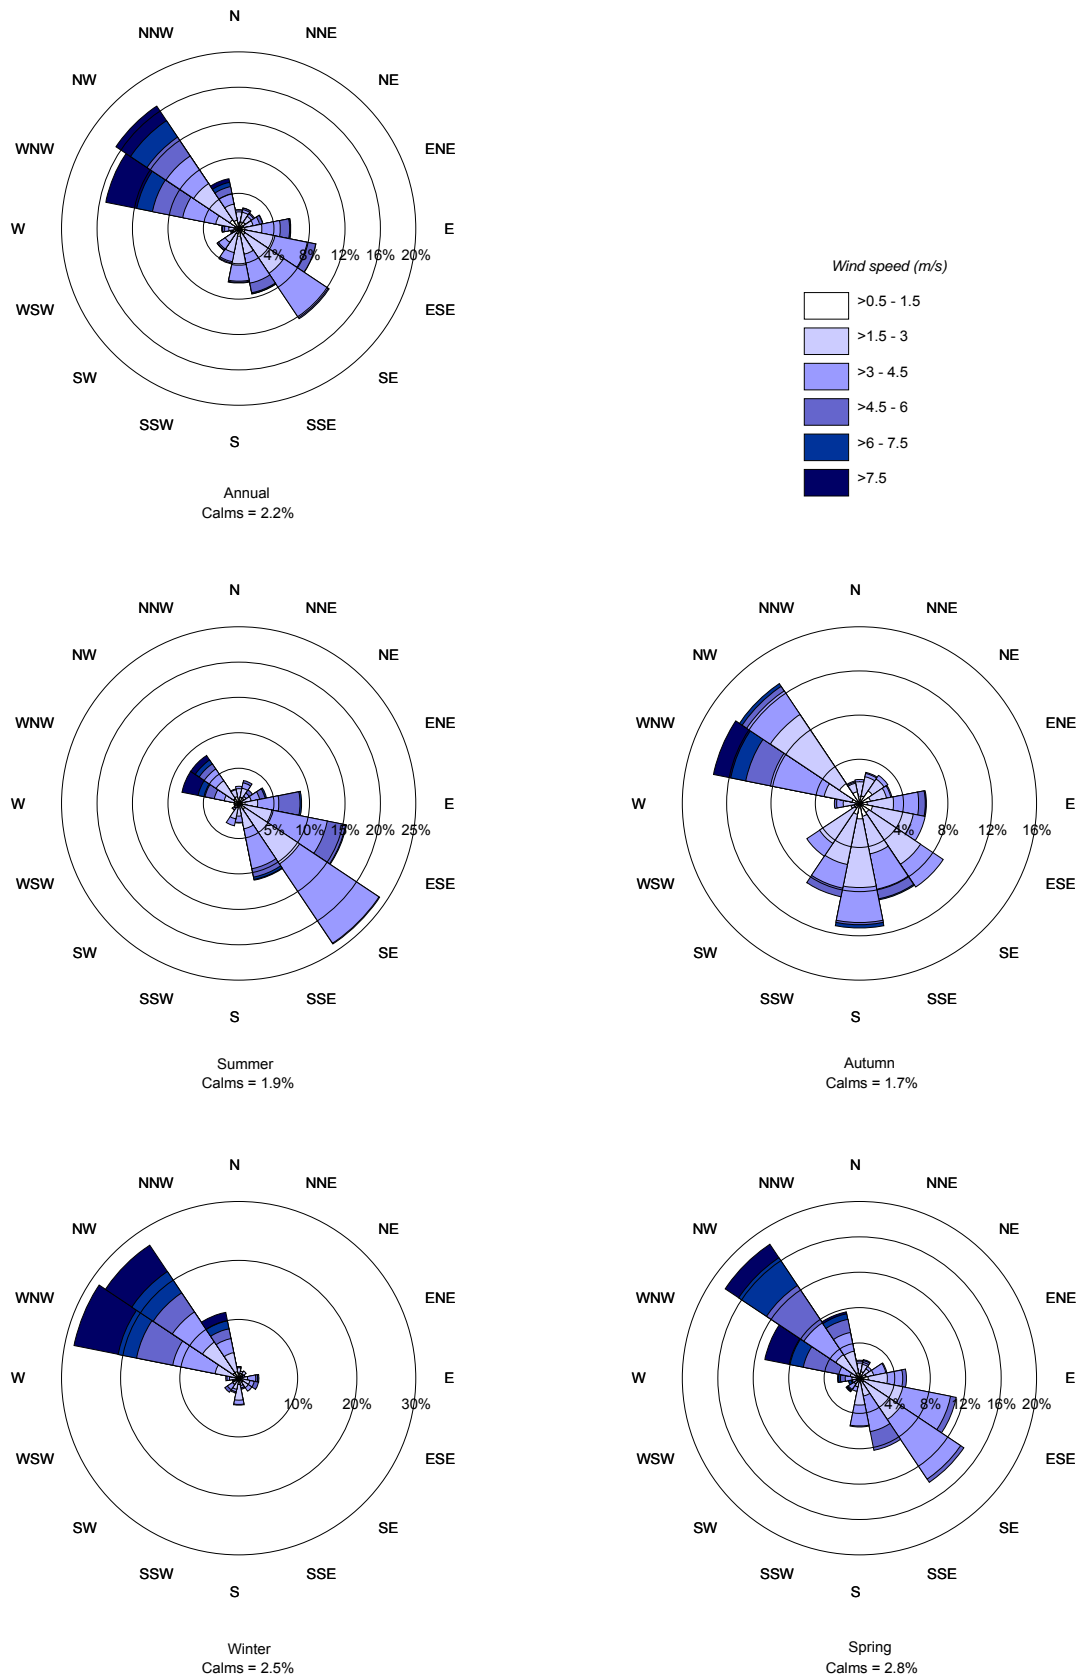 N
NNW
NNE
NW
NE
WNW
ENE
W
E
4% 8% 12% 16% 20%
WSW
ESE
SW
SE
SSW
SSE
S
Annual
Calms = 2.2%
Wind speed (m/s)
>0.5 - 1.5
>1.5 - 3
>3 - 4.5
>4.5 - 6
>6 - 7.5
>7.5
N
NNW
NNE
NW
NE
WNW
ENE
W
E
5% 10% 15% 20% 25%
WSW
ESE
SW
SE
SSW
SSE
S
Summer
Calms = 1.9%
N
NNW
NNE
NW
NE
WNW
ENE
W
E
4% 8% 12% 16%
WSW
ESE
SW
SE
SSW
SSE
S
Autumn
Calms = 1.7%
N
NNW
NNE
NW
NE
WNW
ENE
W
E
10% 20% 30%
WSW
ESE
SW
SE
SSW
SSE
S
Winter
Calms = 2.5%
N
NNW
NNE
NW
NE
WNW
ENE
W
E
4% 8% 12% 16% 20%
WSW
ESE
SW
SE
SSW
SSE
S
Spring
Calms = 2.8%